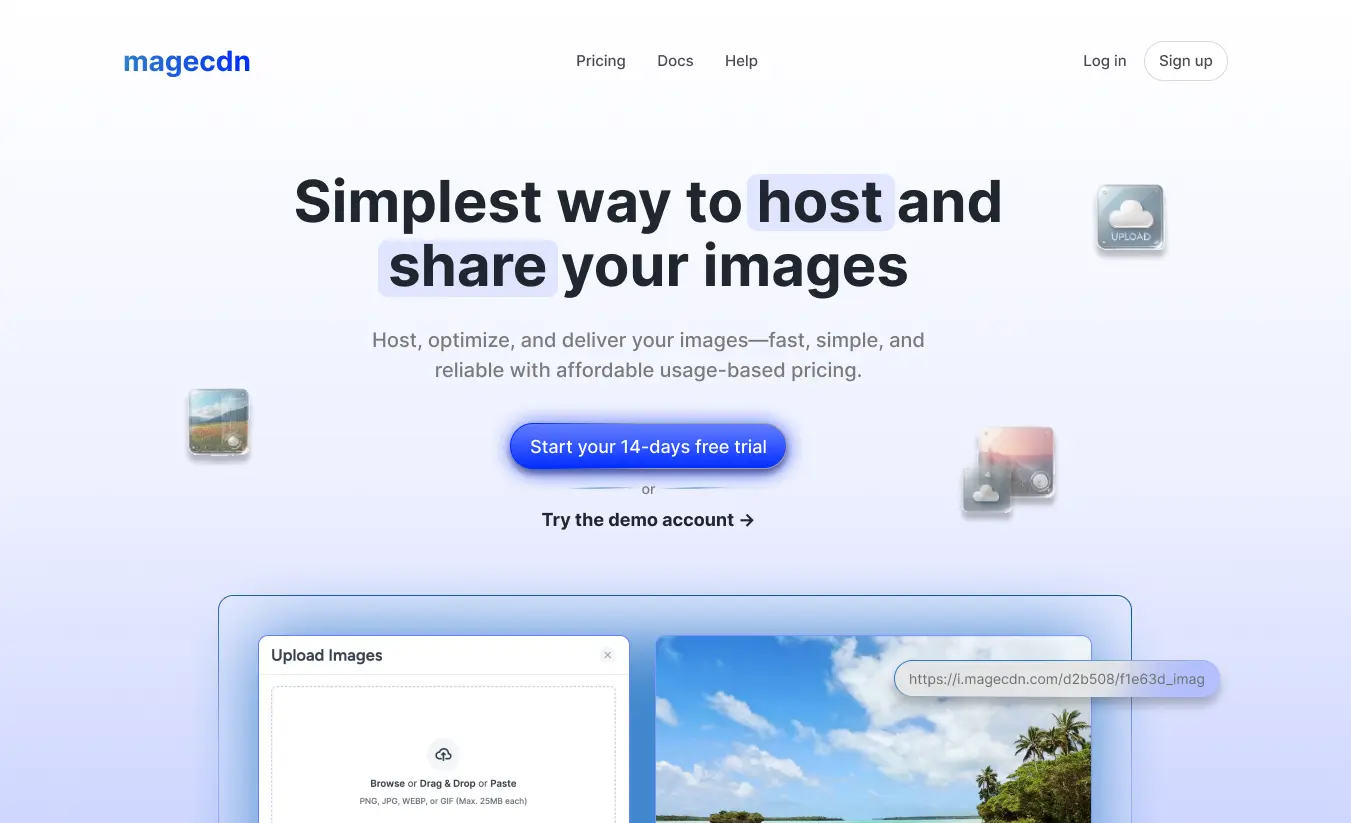 magecdn
Pricing
Docs
Help
Log in
Sign up
Simplest way to host and
share your images
UPLOAD
Host, optimize, and deliver your images—fast, simple, and
reliable with affordable usage-based pricing.
Start your 14-days free trial
or
Try the demo account →
Upload Images
https://i.magecdn.com/d2b508/f1e63d_imag
Browse or Drag & Drop or Paste
PNG, JPG, WEBP, or GIF (Max. 25MB each)